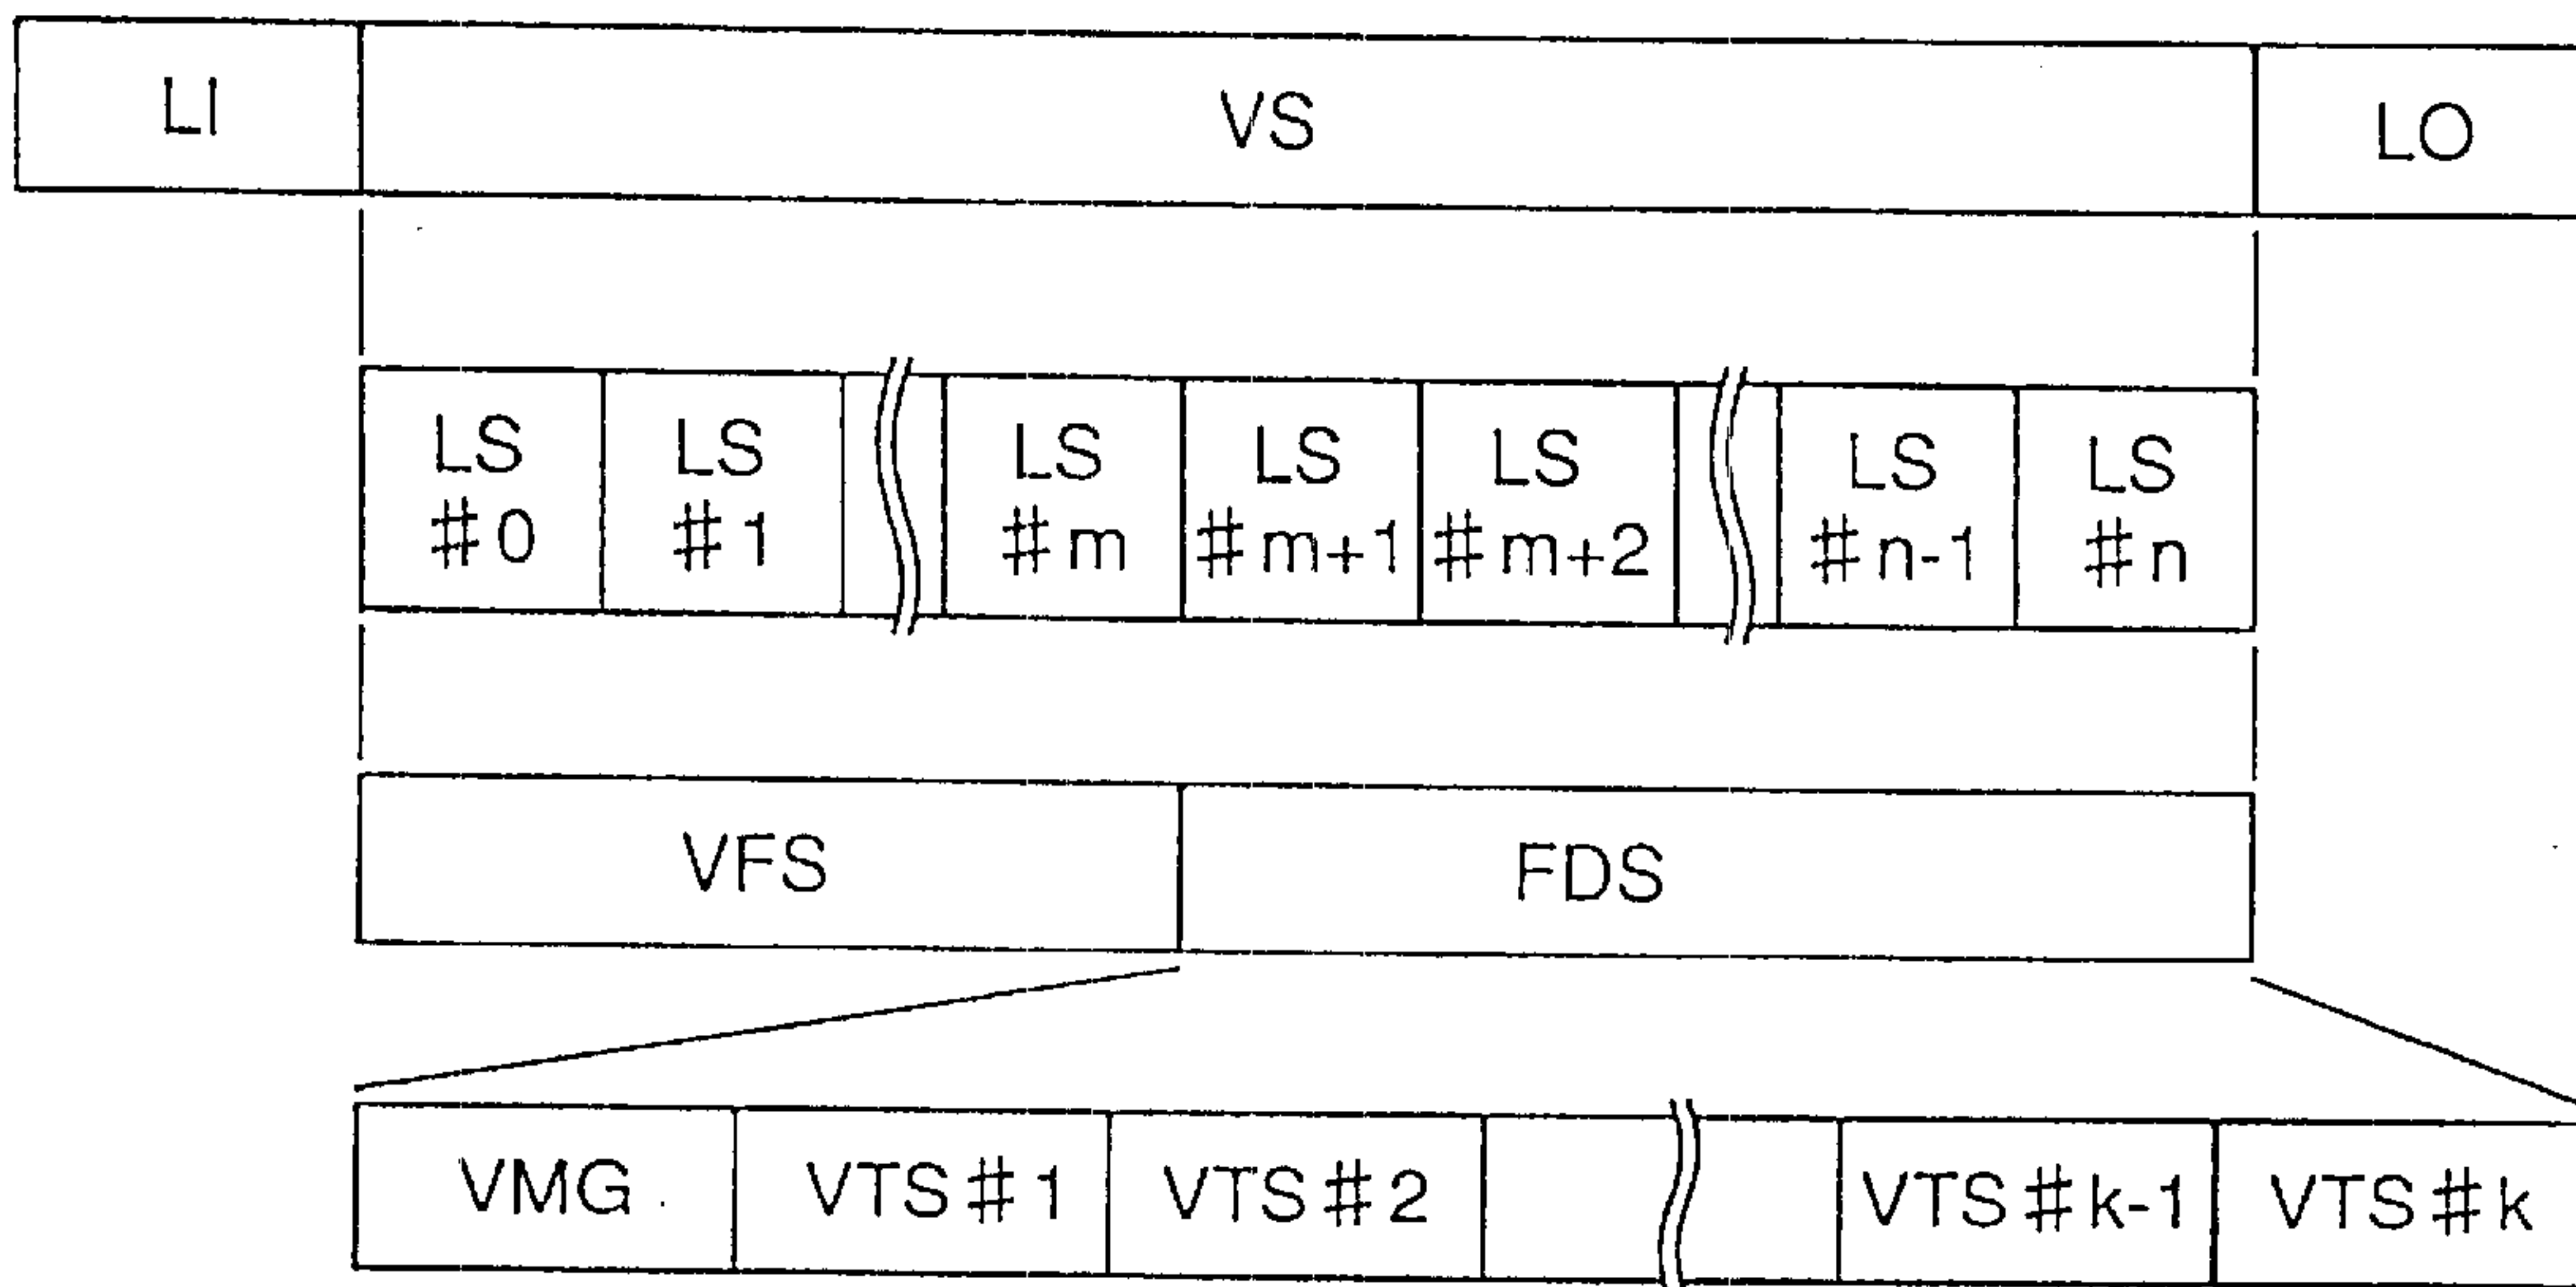 LI VS LO
LS LS LS LS LS LS LS
#0 #1 #m #m+1 #m+2 #n-1 #n
VFS FDS
VMG VTS#1 VTS#2 VTS#k-1 VTS#k